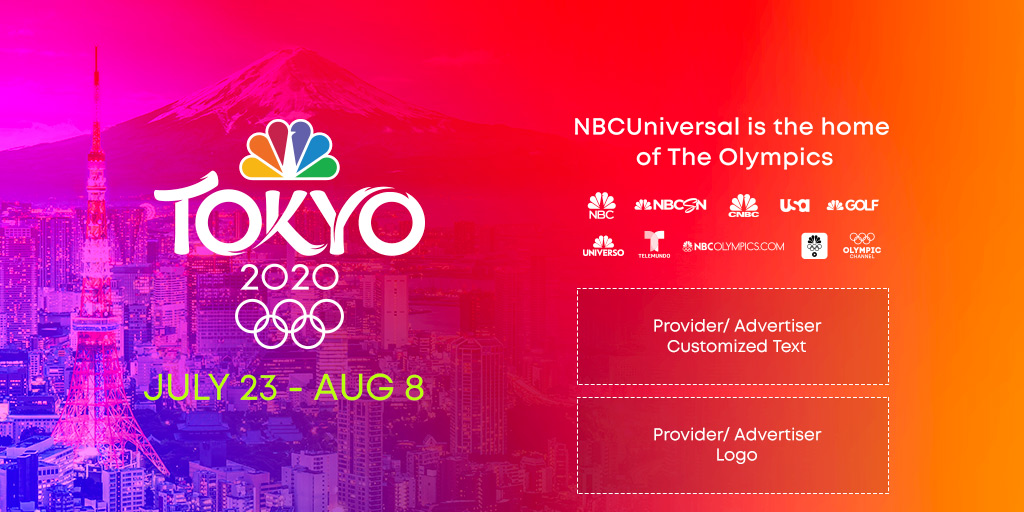 TOKYO
2020
JULY 23 - AUG 8
NBCUniversal is the home
of The Olympics
NBC
NBCSN
CNBC
usa
GOLF
UNIVERSO
TELEMUNDO
NBCOLYMPICS.COM
OLYMPIC
CHANNEL
Provider/ Advertiser
Customized Text
Provider/ Advertiser
Logo